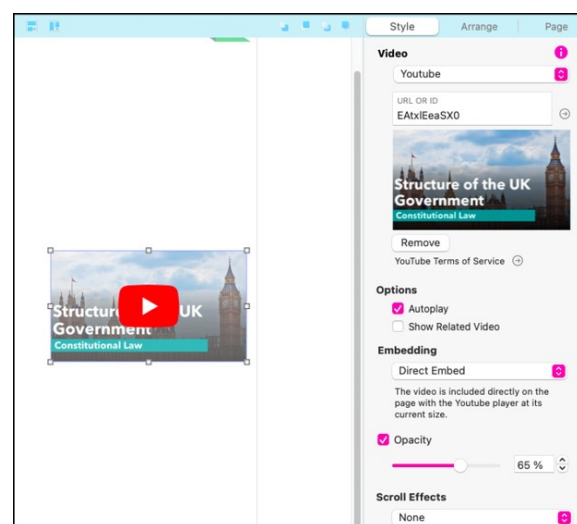 Style Arrange Page
Video
Youtube
URL OR ID
EAtxlEeaSX0
Structure of the UK
Government
Constitutional Law
Remove
YouTube Terms of Service
Options
Autoplay
Show Related Video
Embedding
Direct Embed
The video is included directly on the
page with the Youtube player at its
current size.
Opacity
65 %
Scroll Effects
None
Structure UK
Government
Constitutional Law